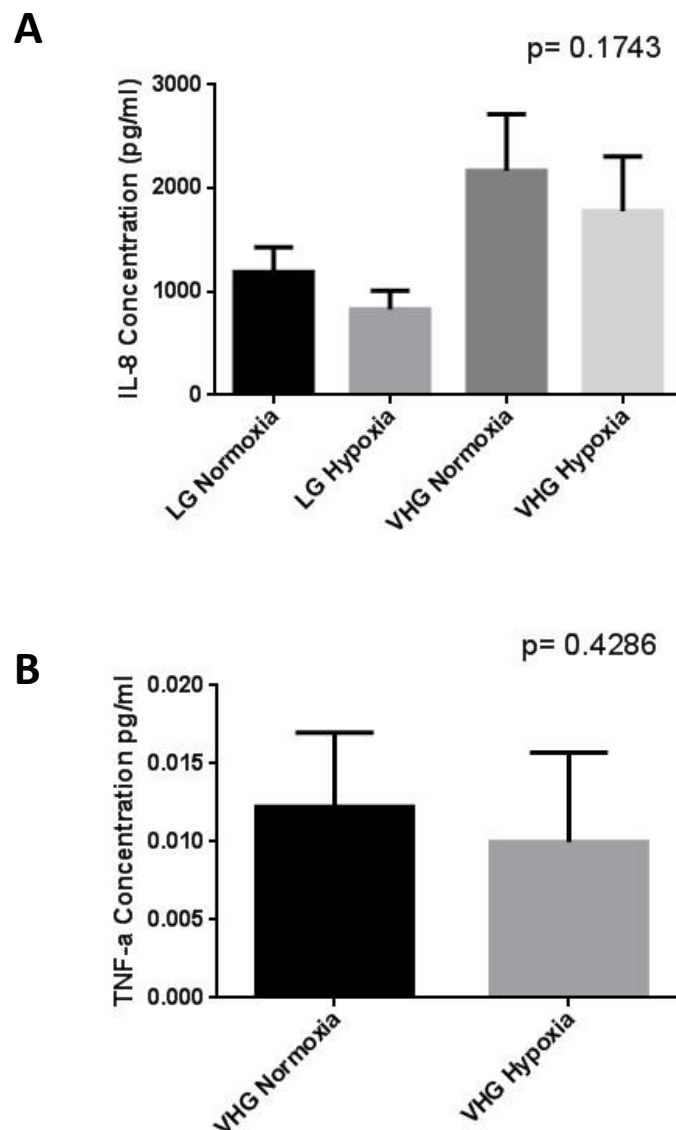 A
p= 0.1743
IL-8 Concentration (pg/ml)
3000
2000
1000
0
LG Normoxia
LG Hypoxia
VHG Normoxia
VHG Hypoxia
B
p= 0.4286
TNF-a Concentration pg/ml
0.020
0.015
0.010
0.005
0.000
VHG Normoxia
VHG Hypoxia